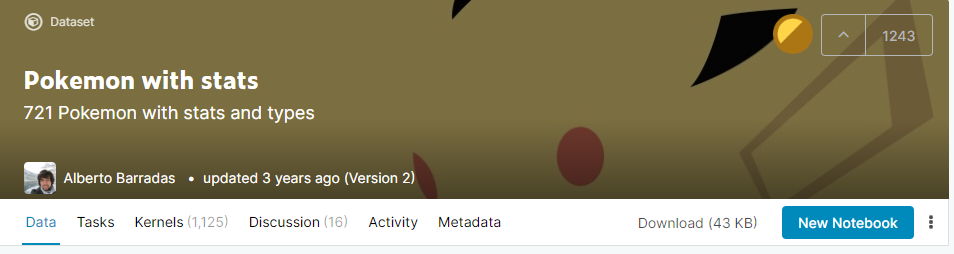 Dataset
1243
Pokemon with stats
721 Pokemon with stats and types
Alberto Barradas • updated 3 years ago (Version 2)
Data Tasks Kernels (1,125) Discussion (16) Activity Metadata Download (43 KB) New Notebook